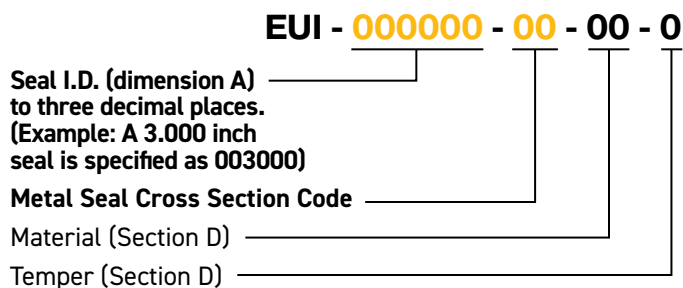 EUI - 000000 - 00 - 00 - 0
Seal I.D. (dimension A)
to three decimal places.
(Example: A 3.000 inch
seal is specified as 003000)
Metal Seal Cross Section Code
Material (Section D)
Temper (Section D)